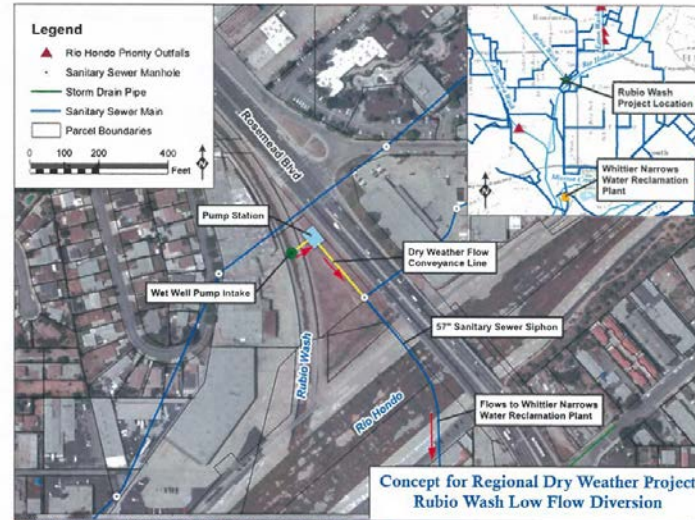 Legend
Rio Hondo Priority Outfalls
Sanitary Sewer Manhole
Storm Drain Pipe
Sanitary Sewer Main
Parcel Boundaries
0 100 200 400
Feet
N
Rosemead Blvd
Pump Station
Wet Well Pump Intake
Dry Weather Flow
Conveyance Line
57" Sanitary Sewer Siphon
Rubio Wash
Rio Hondo
Flows to Whittier Narrows
Water Reclamation Plant
Rubio Wash
Project Location
Whittier Narrows
Water Reclamation
Plant
N
Rio Hondo
Concept for Regional Dry Weather Project
Rubio Wash Low Flow Diversion